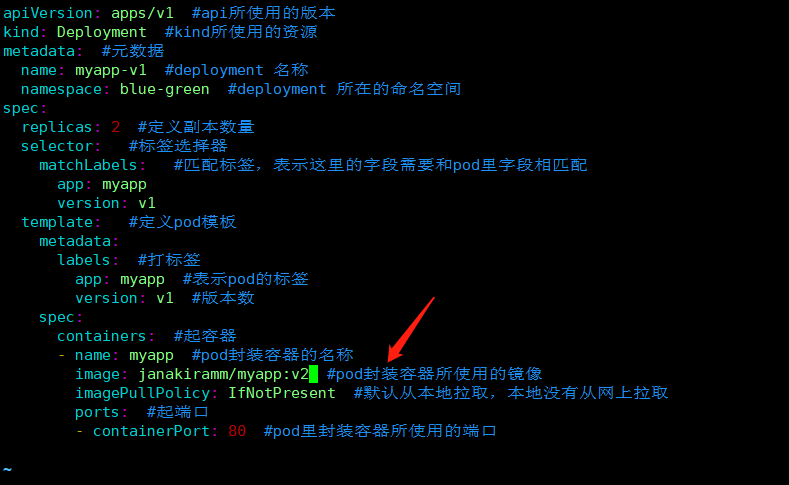 apiVersion: apps/v1  #api所使用的版本
kind: Deployment  #kind所使用的资源
metadata:  #元数据
  name: myapp-v1  #deployment 名称
  namespace: blue-green  #deployment 所在的命名空间
spec:
  replicas: 2  #定义副本数量
  selector:   #标签选择器
    matchLabels:   #匹配标签，表示这里的字段需要和pod里字段相匹配
      app: myapp
      version: v1
  template:   #定义pod模板
    metadata:
      labels:  #打标签
        app: myapp  #表示pod的标签
        version: v1  #版本数
    spec:
      containers:  #起容器
      - name: myapp  #pod封装容器的名称
        image: janakiramm/myapp:v2 #pod封装容器所使用的镜像
        imagePullPolicy: IfNotPresent  #默认从本地拉取，本地没有从网上拉取
        ports:  #起端口
        - containerPort: 80  #pod里封装容器所使用的端口
~